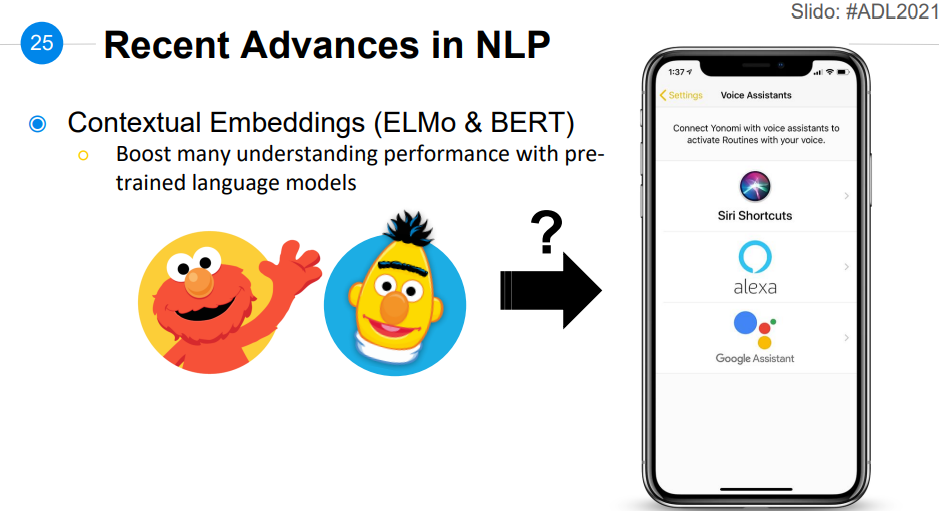 Slido: #ADL2021
25
Recent Advances in NLP
Contextual Embeddings (ELMo & BERT)
Boost many understanding performance with pre-
trained language models
?
1:37
Settings
Voice Assistants
Connect Yonomi with voice assistants to
activate Routines with your voice.
Siri Shortcuts
alexa
Google Assistant